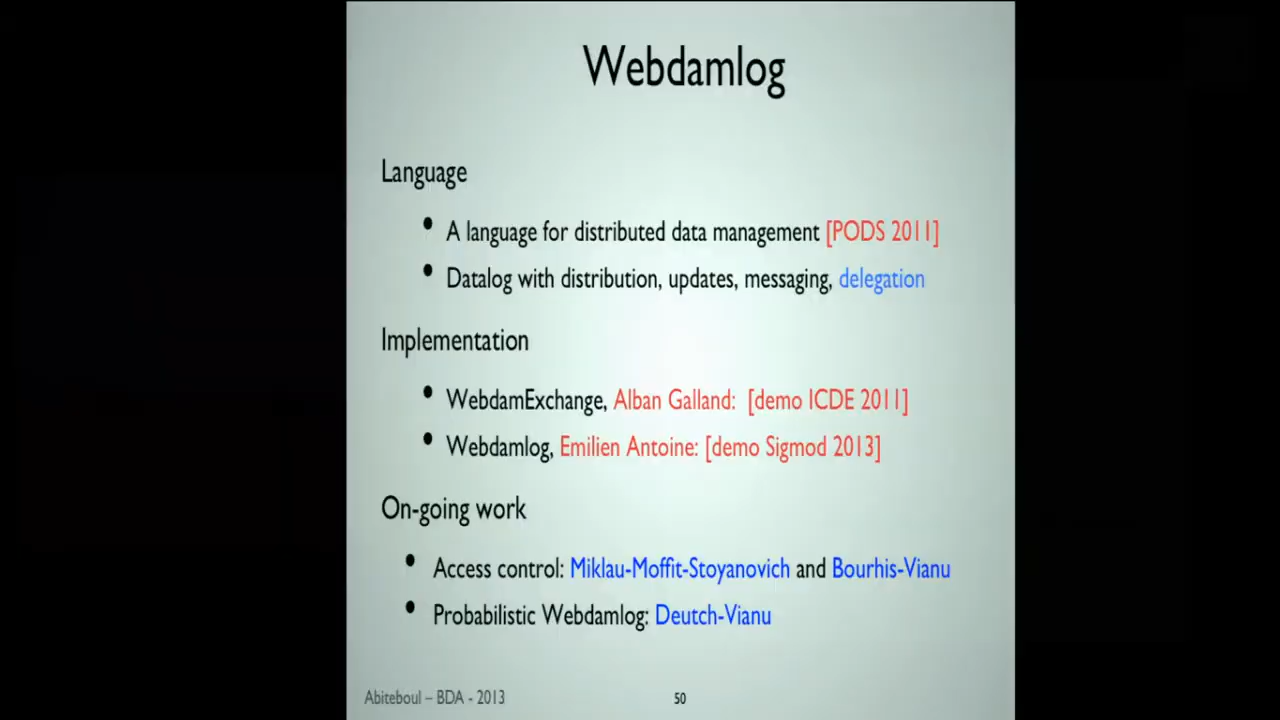 Webdamlog
Language
• A language for distributed data management [PODS 2011]
• Datalog with distribution, updates, messaging, delegation
Implementation
• WebdamExchange, Alban Galland: [demo ICDE 2011]
• Webdamlog, Emilien Antoine: [demo Sigmod 2013]
On-going work
• Access control: Miklau-Moffit-Stoyanovich and Bourhis-Vianu
• Probabilistic Webdamlog: Deutch-Vianu
Abiteboul – BDA - 2013
50